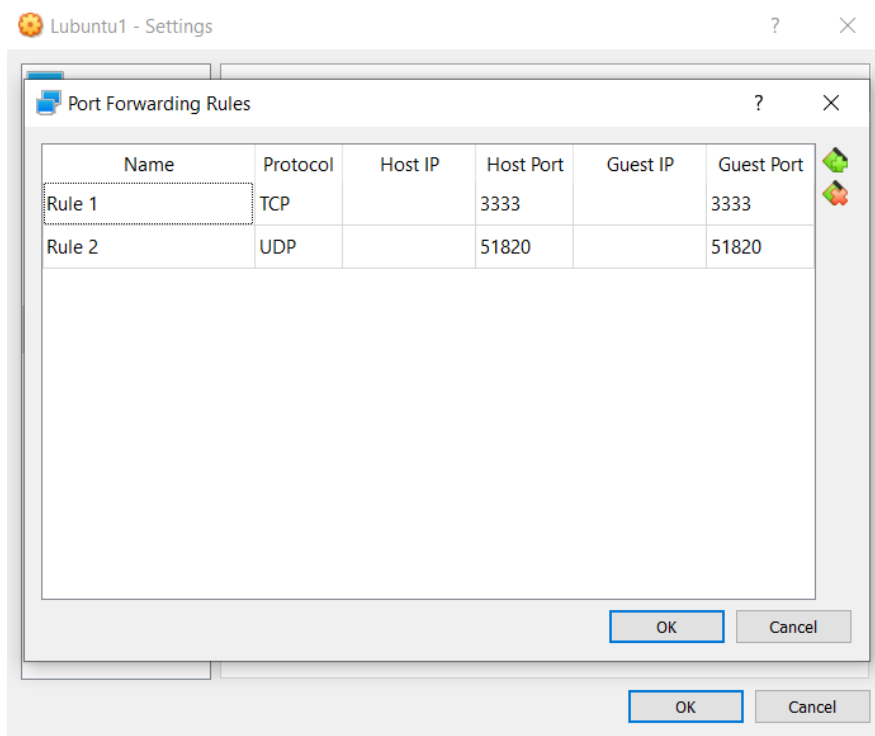 Lubuntu1 - Settings ?
Port Forwarding Rules ?
Name Protocol Host IP Host Port Guest IP Guest Port
Rule 1 TCP 3333 3333
Rule 2 UDP 51820 51820
OK Cancel
OK Cancel